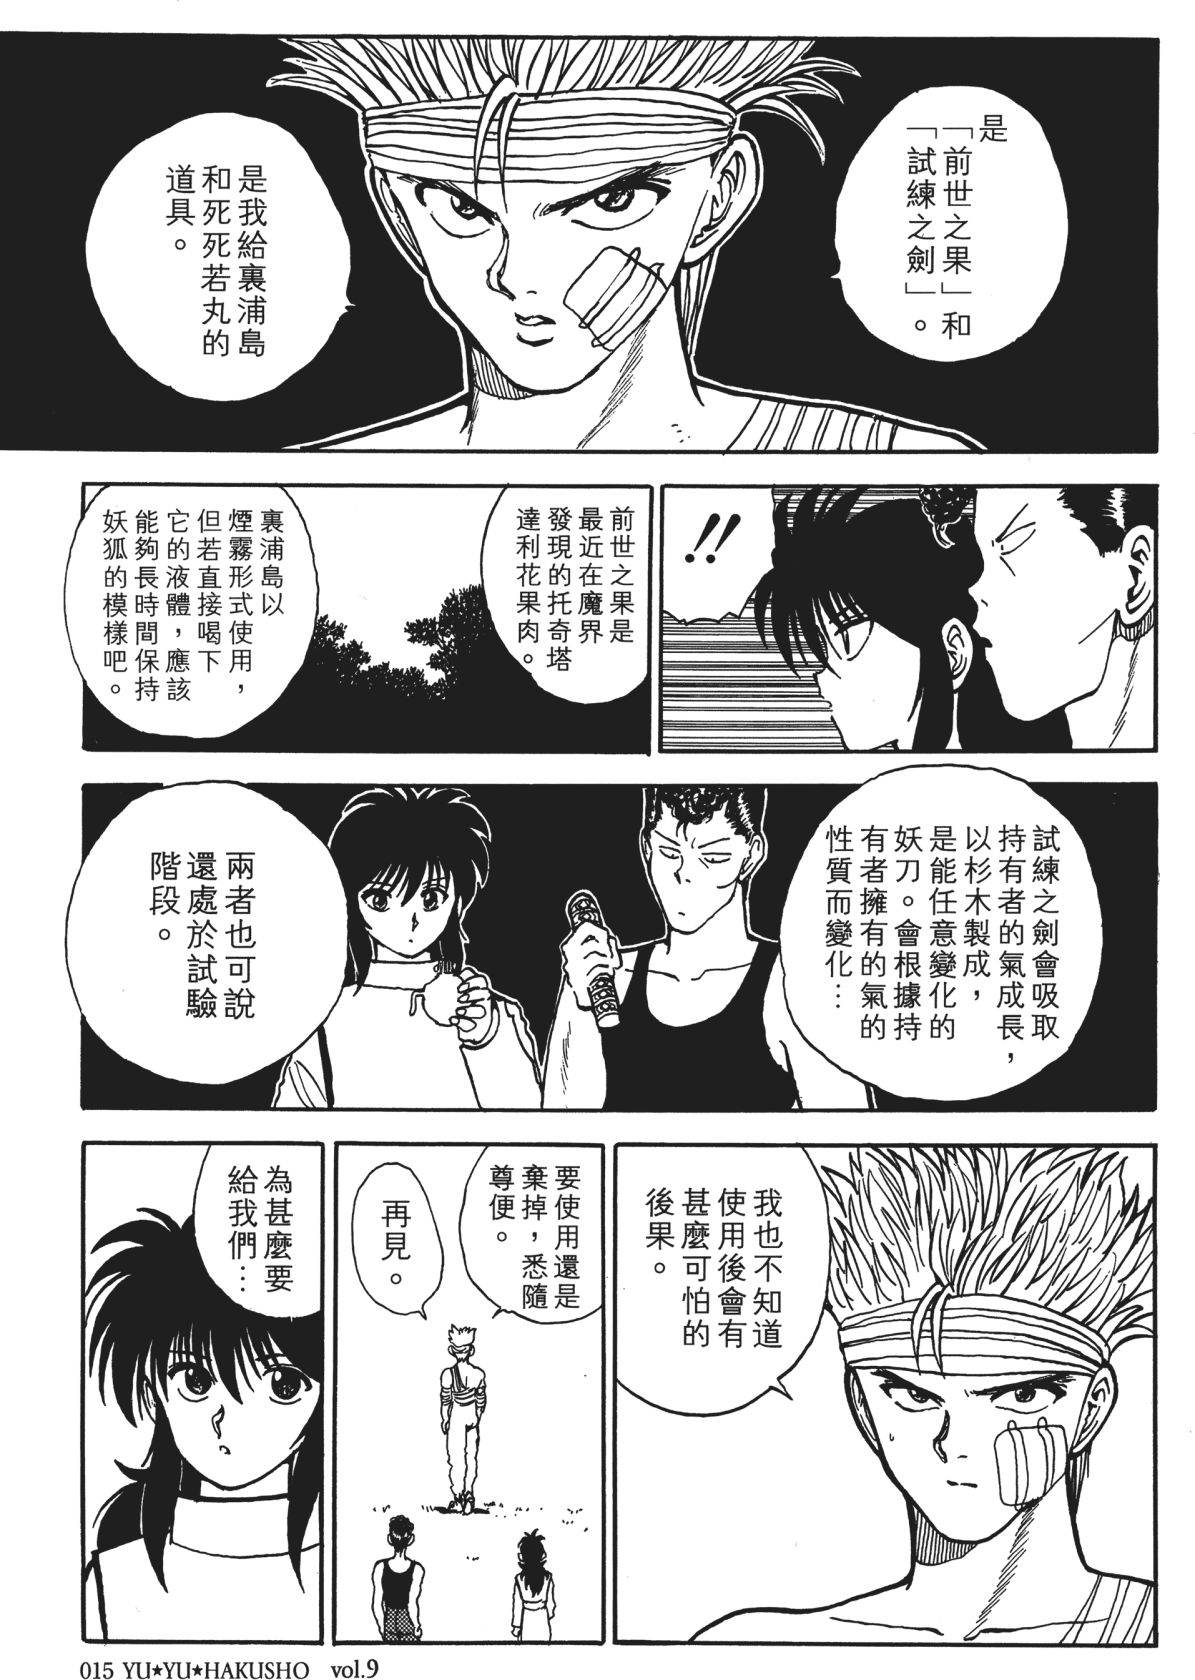 是
「前世之果」和
「試練之劍」。
是我給裏浦島
和死死若丸的
道具。
!!
前世之果是
最近在魔界
發現的托奇塔
達利花果肉。
裏浦島以
煙霧形式使用，
但若直接喝下
它的液體，應該
能夠長時間保持
妖狐的模樣吧。
試練之劍會吸取
持有者的氣成長，
以杉木製成，
是能任意變化的
妖刀。會根據持
有者擁有的氣的
性質而變化…
兩者也可說
還處於試驗
階段。
我也不知道
使用後會有
甚麼可怕的
後果。
要使用還是
棄掉，悉隨
尊便。
再見。
為甚麼要
給我們…
015 YU★YU★HAKUSHO vol.9